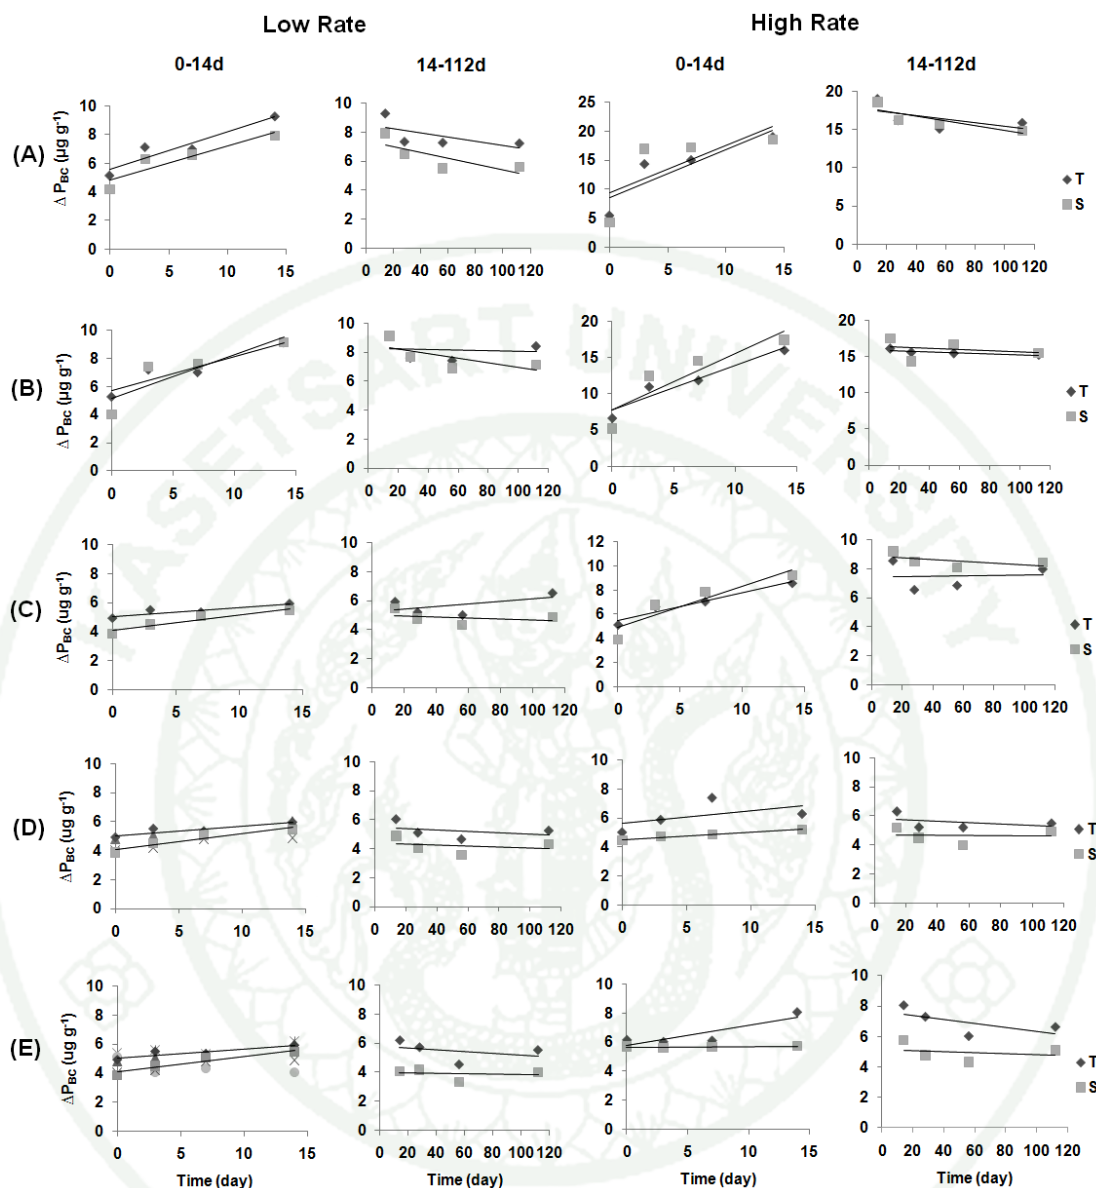 Low Rate
High Rate
0-14d
14-112d
0-14d
14-112d
(A)
Δ P_BC (µg g⁻¹)
10
8
6
4
2
0
0 5 10 15
10
8
6
4
2
0
0 20 40 60 80 100 120
25
20
15
10
5
0
0 5 10 15
20
15
10
5
0
0 20 40 60 80 100 120
T
S
(B)
Δ P_BC (µg g⁻¹)
10
8
6
4
2
0
0 5 10 15
10
8
6
4
2
0
0 20 40 60 80 100 120
20
15
10
5
0
0 5 10 15
20
15
10
5
0
0 20 40 60 80 100 120
T
S
KASETSART UNIVERSITY
(C)
ΔP_BC (ug g⁻¹)
10
8
6
4
2
0
0 5 10 15
10
8
6
4
2
0
0 20 40 60 80 100 120
12
10
8
6
4
2
0
0 5 10 15
10
8
6
4
2
0
0 20 40 60 80 100 120
T
S
(D)
ΔP_BC (ug g⁻¹)
10
8
6
4
2
0
0 5 10 15
10
8
6
4
2
0
0 20 40 60 80 100 120
10
8
6
4
2
0
0 5 10 15
10
8
6
4
2
0
0 20 40 60 80 100 120
T
S
(E)
ΔP_BC (ug g⁻¹)
10
8
6
4
2
0
0 5 10 15
10
8
6
4
2
0
0 20 40 60 80 100 120
10
8
6
4
2
0
0 5 10 15
10
8
6
4
2
0
0 20 40 60 80 100 120
T
S
Time (day)
Time (day)
Time (day)
Time (day)